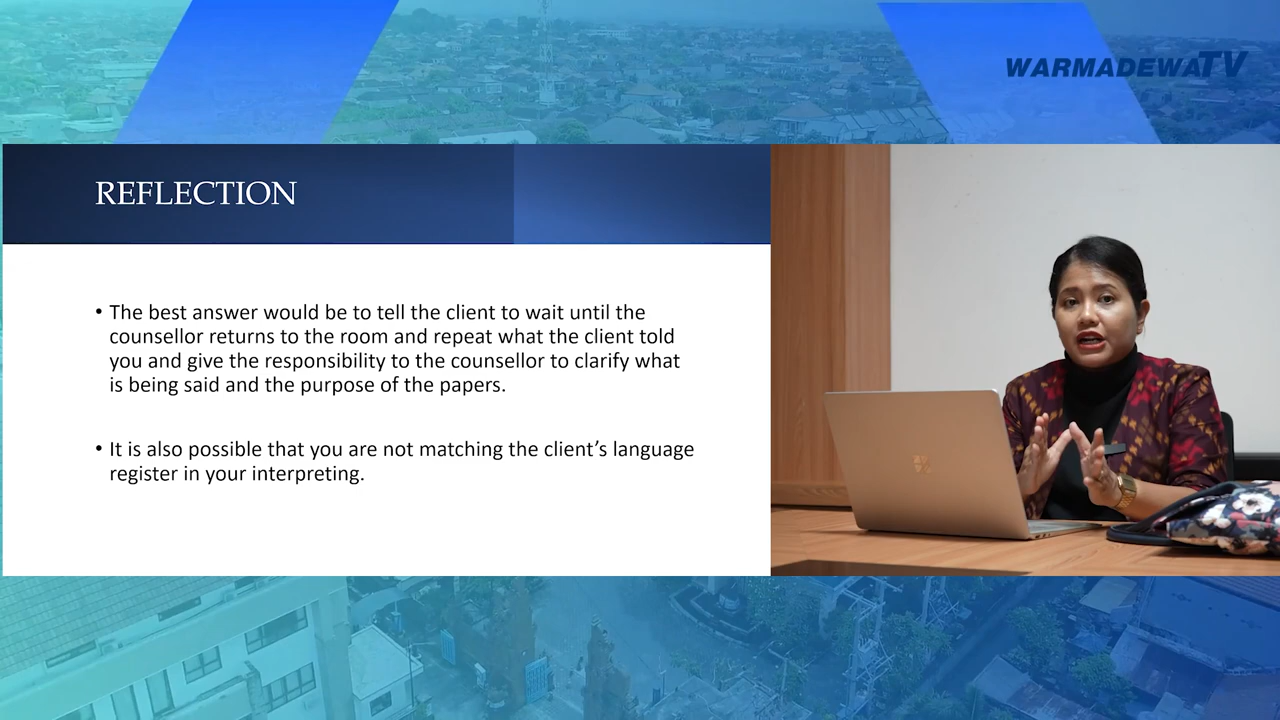 WARMADEWATV
REFLECTION
• The best answer would be to tell the client to wait until the
counsellor returns to the room and repeat what the client told
you and give the responsibility to the counsellor to clarify what
is being said and the purpose of the papers.
• It is also possible that you are not matching the client’s language
register in your interpreting.